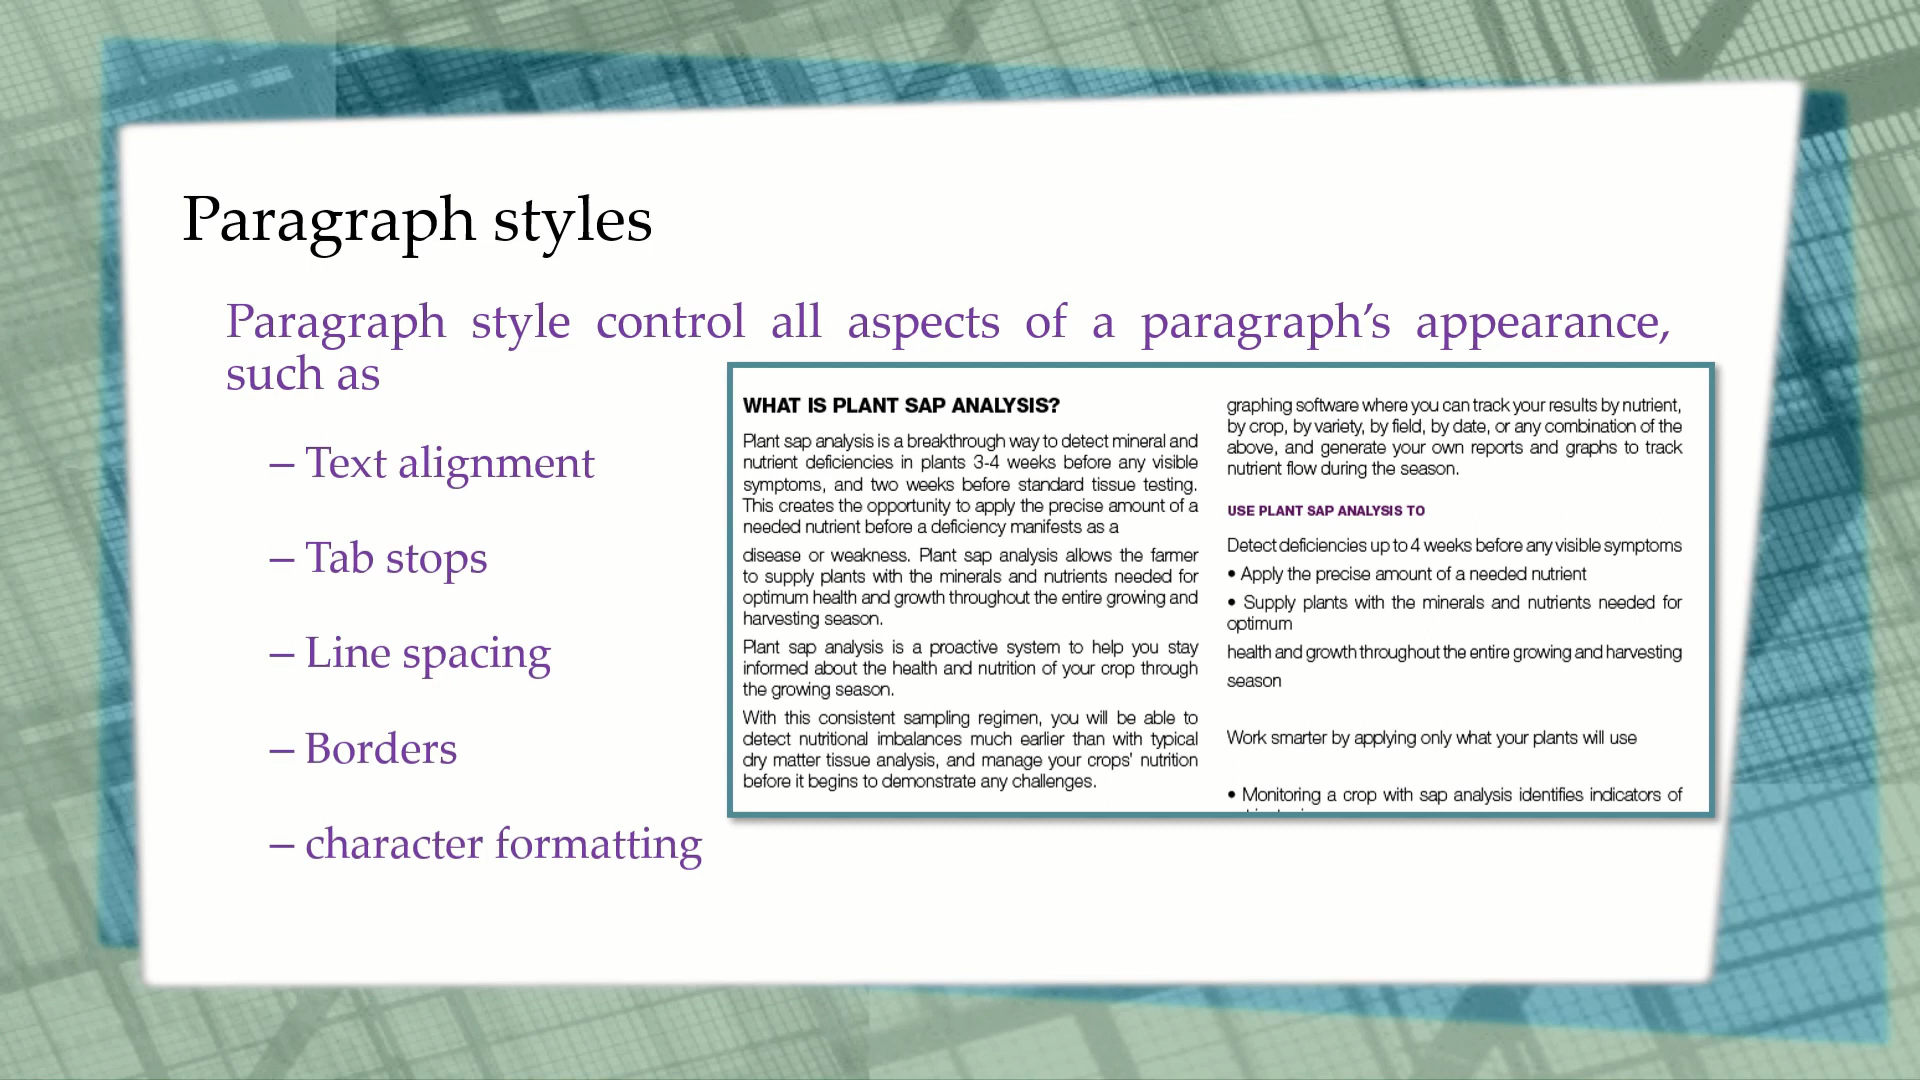 Paragraph styles
Paragraph style control all aspects of a paragraph’s appearance,
such as
– Text alignment
– Tab stops
– Line spacing
– Borders
– character formatting
WHAT IS PLANT SAP ANALYSIS?
Plant sap analysis is a breakthrough way to detect mineral and
nutrient deficiencies in plants 3-4 weeks before any visible
symptoms, and two weeks before standard tissue testing.
This creates the opportunity to apply the precise amount of a
needed nutrient before a deficiency manifests as a
disease or weakness. Plant sap analysis allows the farmer
to supply plants with the minerals and nutrients needed for
optimum health and growth throughout the entire growing and
harvesting season.
Plant sap analysis is a proactive system to help you stay
informed about the health and nutrition of your crop through
the growing season.
With this consistent sampling regimen, you will be able to
detect nutritional imbalances much earlier than with typical
dry matter tissue analysis, and manage your crops' nutrition
before it begins to demonstrate any challenges.
graphing software where you can track your results by nutrient,
by crop, by variety, by field, by date, or any combination of the
above, and generate your own reports and graphs to track
nutrient flow during the season.
USE PLANT SAP ANALYSIS TO
Detect deficiencies up to 4 weeks before any visible symptoms
• Apply the precise amount of a needed nutrient
• Supply plants with the minerals and nutrients needed for
optimum
health and growth throughout the entire growing and harvesting
season
Work smarter by applying only what your plants will use
• Monitoring a crop with sap analysis identifies indicators of